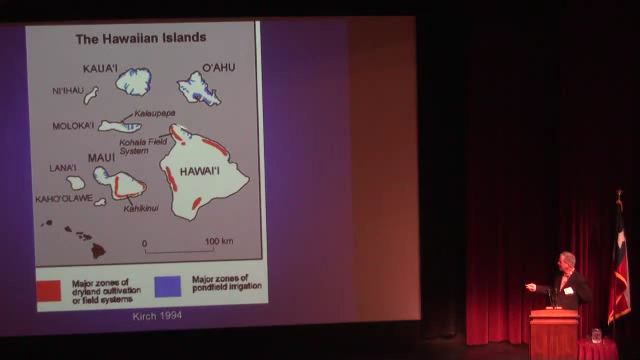 The Hawaiian Islands
KAUA'I
O'AHU
NI'IHAU
Kalaupapa
MOLOKA'I
Kohala Field
System
MAUI
LANA'I
HAWAI'I
KAHO'OLAWE
Kahikinui
0
100 km
Major zones of
dryland cultivation
or field systems
Major zones of
pondfield irrigation
Kirch 1994